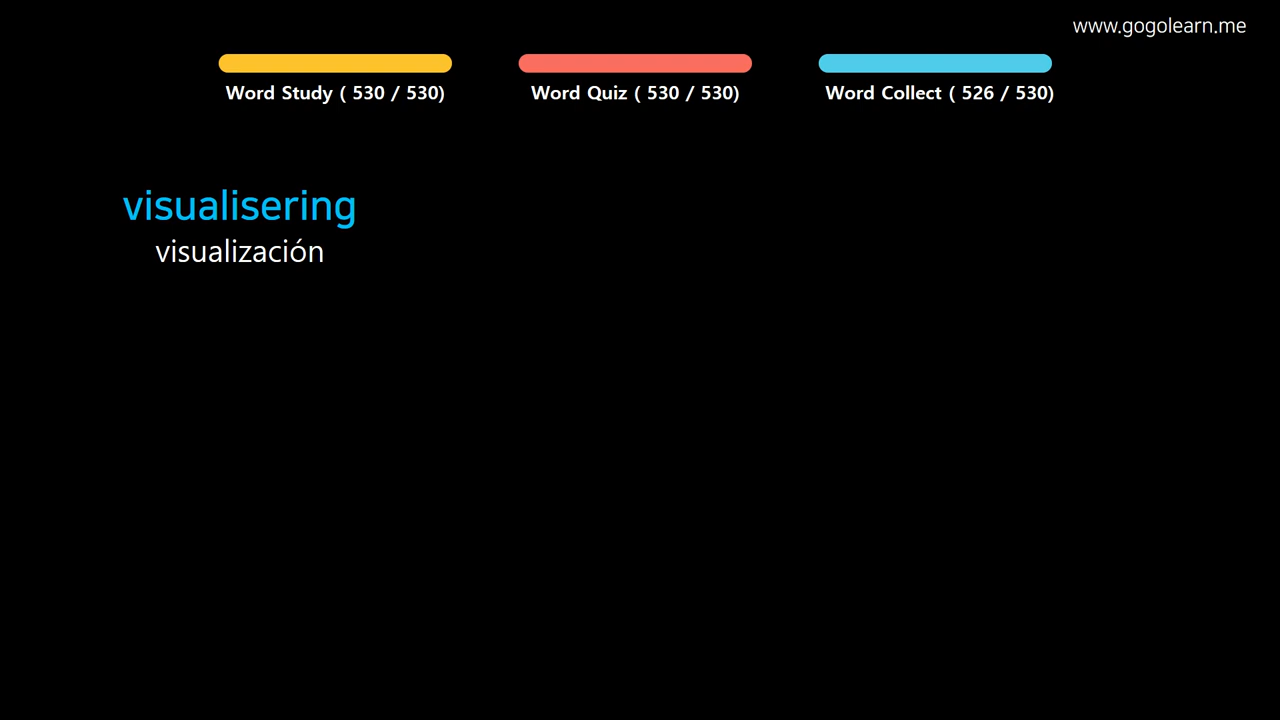 www.gogolearn.me
Word Study ( 530 / 530)
Word Quiz ( 530 / 530)
Word Collect ( 526 / 530)
visualisering
visualización